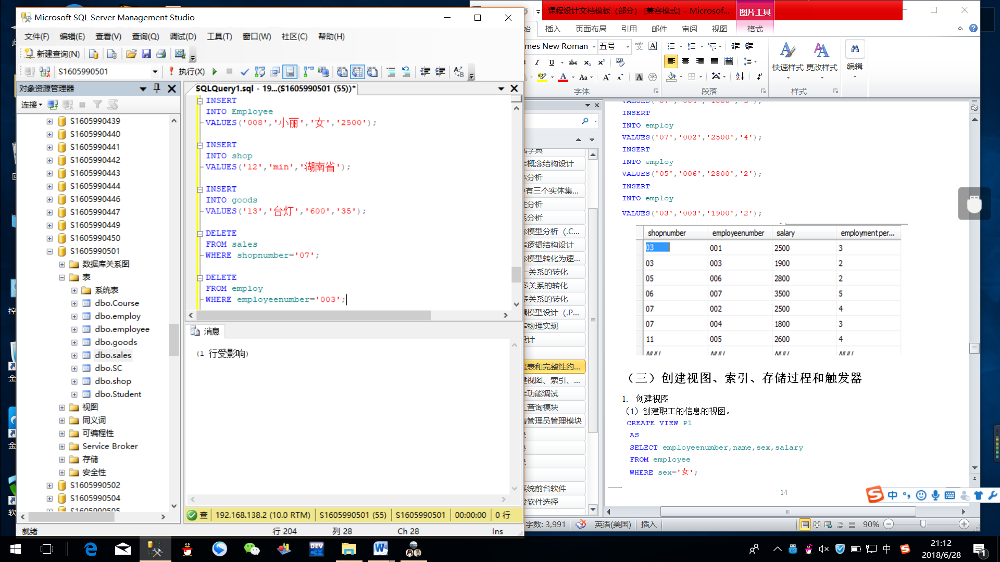 Microsoft SQL Server Management Studio
文件(F) 编辑(E) 查看(V) 查询(Q) 调试(D) 工具(T) 窗口(W) 社区(C) 帮助(H)
新建查询(N)
S1605990501 执行(X)
对象资源管理器
连接
S1605990439
S1605990440
S1605990441
S1605990442
S1605990443
S1605990444
S1605990446
S1605990447
S1605990449
S1605990450
S1605990501
数据库关系图
表
系统表
dbo.Course
dbo.employ
dbo.employee
dbo.goods
dbo.sales
dbo.SC
dbo.shop
dbo.Student
视图
同义词
可编程性
Service Broker
存储
安全性
S1605990502
S1605990504
S1605990505
SQLQuery1.sql - 19...(S1605990501 (55))*
INSERT
INTO Employee
VALUES('008','小丽','女','2500');
INSERT
INTO shop
VALUES('12','min','湖南省');
INSERT
INTO goods
VALUES('13','台灯','600','35');
DELETE
FROM sales
WHERE shopnumber='07';
DELETE
FROM employ
WHERE employeenumber='003';
消息
(1 行受影响)
查 192.168.138.2 (10.0 RTM) S1605990501 (55) S1605990501 00:00:00 0 行
就绪 行 204 列 28 Ch 28 Ins
课程设计文档模板（部分） [兼容模式] - Microsof... 图片工具
插入 页面布局 引用 邮件 审阅 视图 格式
mes New Roman 五号
快速样式 更改样式 编辑
字体 段落 样式
字典
概念结构设计
分析
有三个实体集...
性分析
系分析
念模型分析（.C...
逻辑结构设计
念模型转化为逻...
一关系的转化
多关系的转化
多关系的转化
辑模型设计（.P...
物理实现
设计
建表和完整性约...
建视图、索引、...
功能调试
查询模块
管理员管理模块
系统前台软件
发软件选择
INSERT
INTO employ
VALUES('07','002','2500','4');
INSERT
INTO employ
VALUES('05','006','2800','2');
INSERT
INTO employ
VALUES('03','003','1900','2');
shopnumber employeenumber salary employment per...
03 001 2500 3
03 003 1900 2
05 006 2800 2
06 007 3500 5
07 002 2500 4
07 004 1800 3
11 005 2600 4
NULL NULL NULL NULL
（三）创建视图、索引、存储过程和触发器
1. 创建视图
（1）创建职工的信息的视图。
CREATE VIEW P1
AS
SELECT employeenumber,name,sex,salary
FROM employee
WHERE sex='女';
14
中
字数: 3,991 英语(美国) 插入 90%
DEV
中
21:12
2018/6/28
1